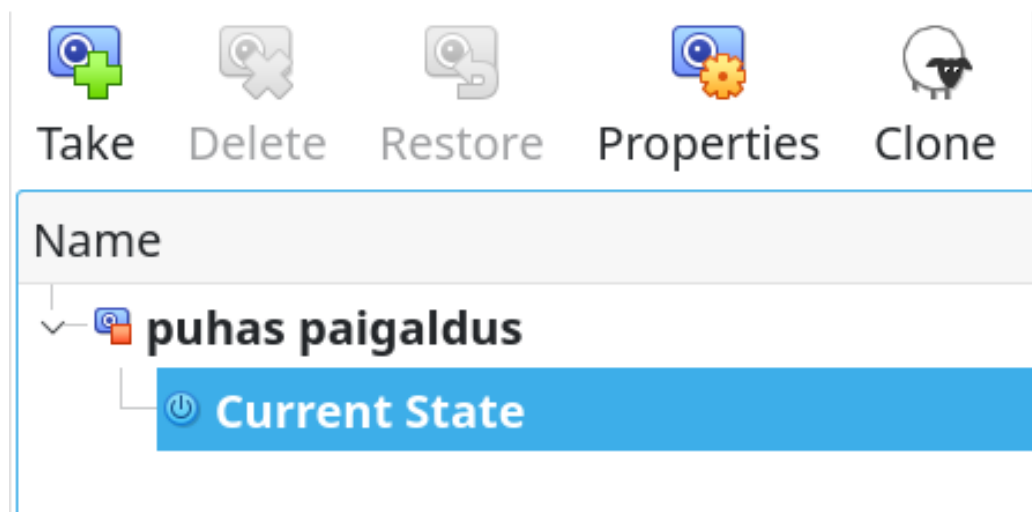 Take Delete Restore Properties Clone
Name
puhas paigaldus
Current State